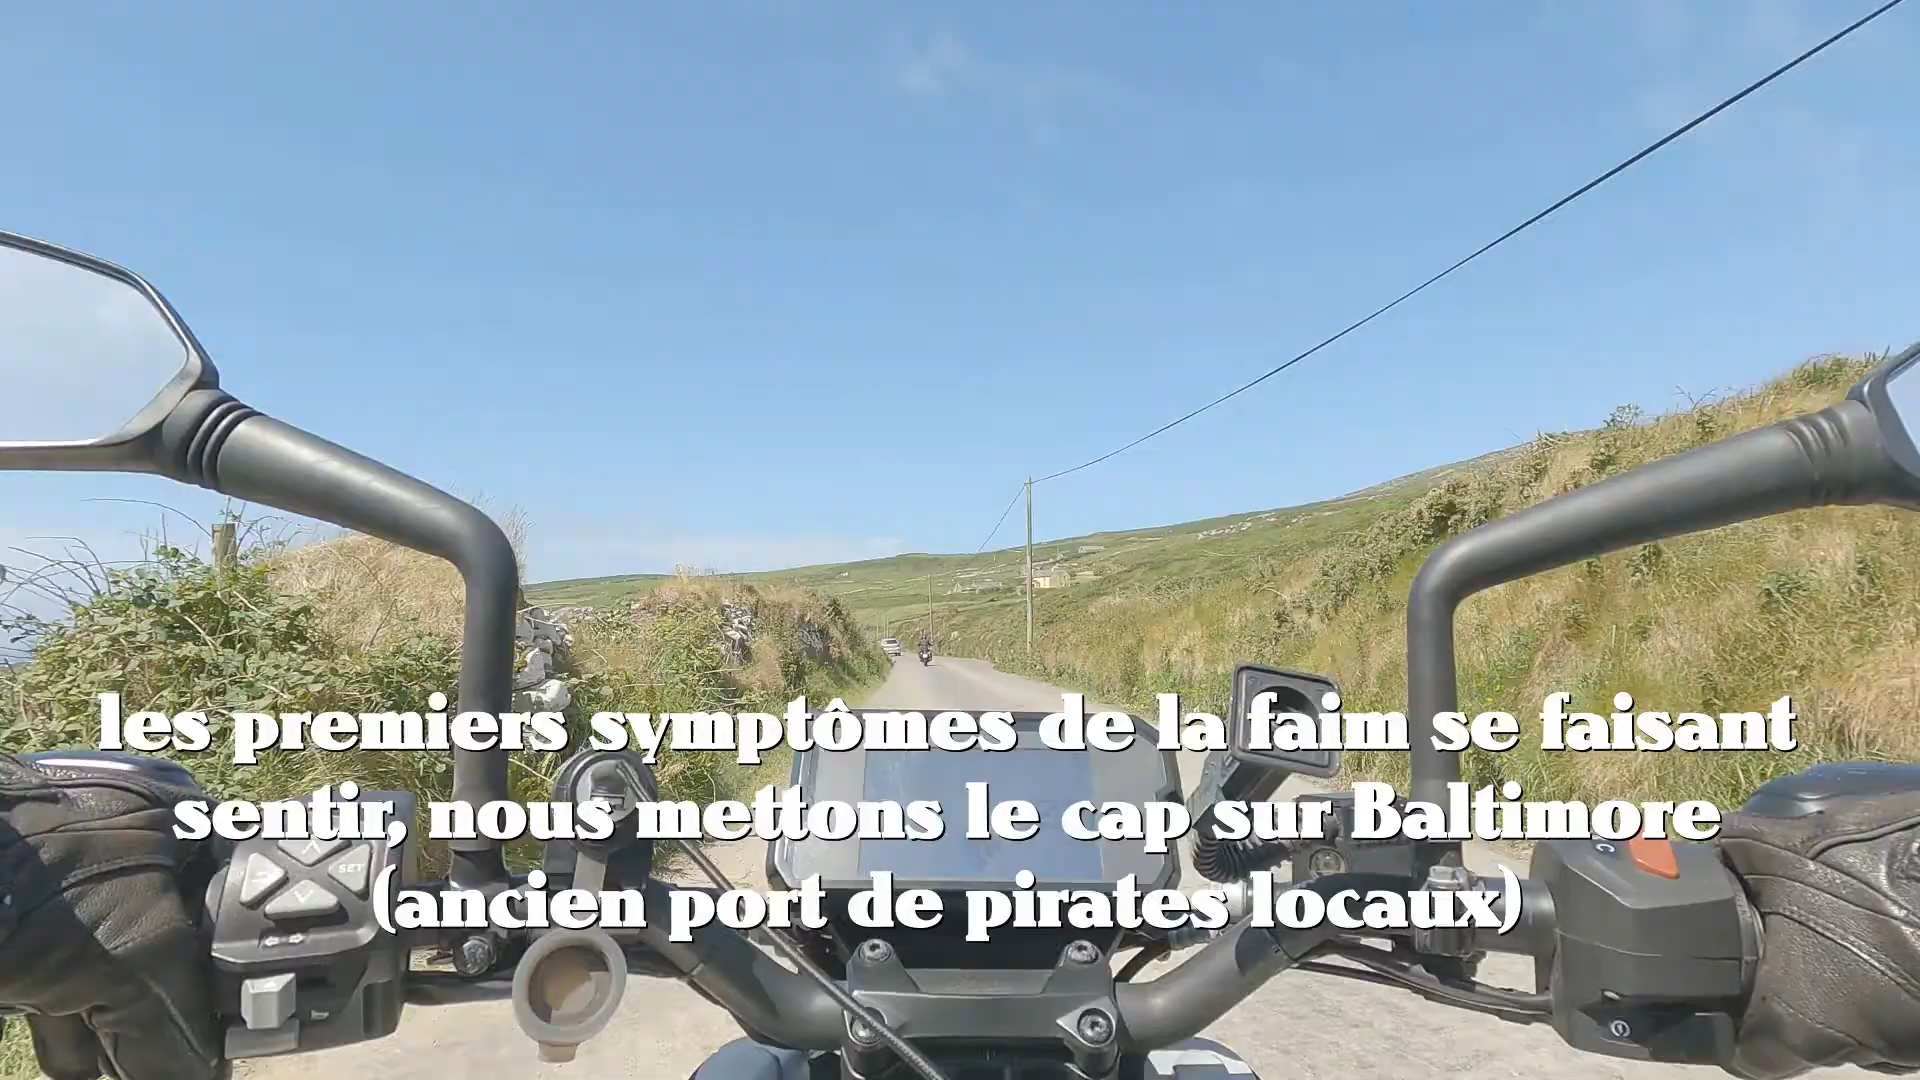 les premiers symptômes de la faim se faisant
sentir, nous mettons le cap sur Baltimore
(ancien port de pirates locaux)
SET